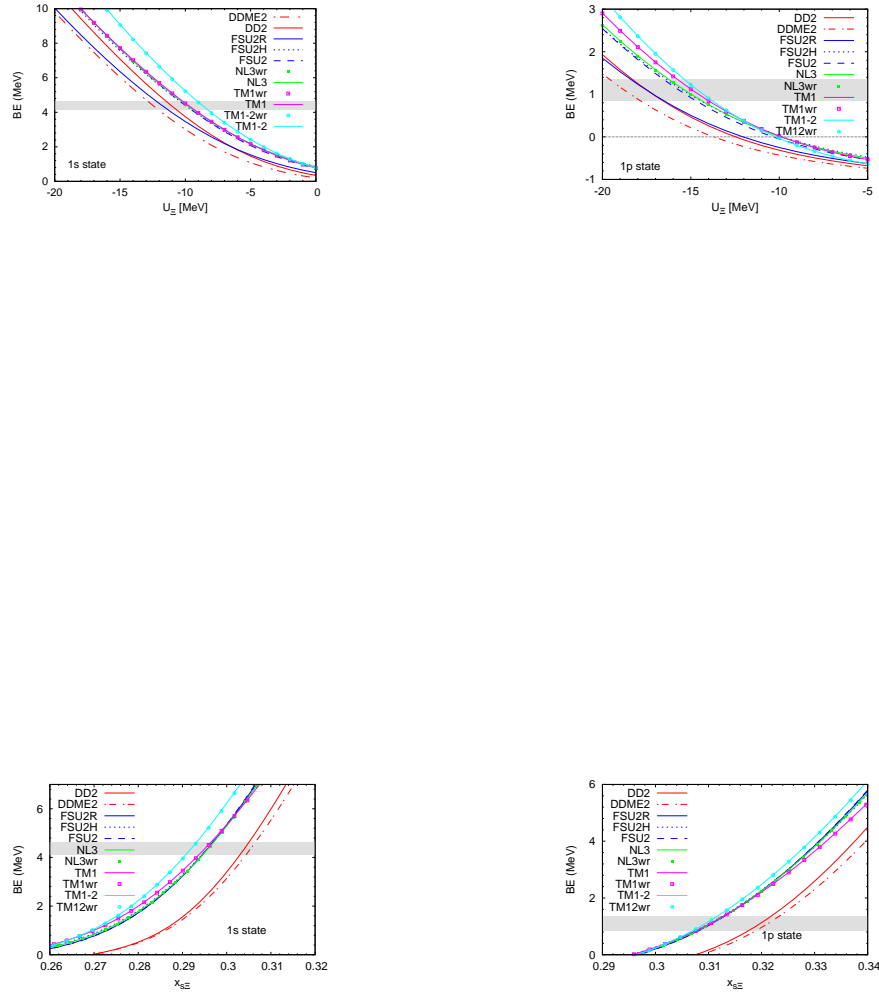 10
8
6
4
2
0
BE (MeV)
-20
-15
-10
-5
0
U_Ξ [MeV]
1s state
DDME2
DD2
FSU2R
FSU2H
FSU2
NL3wr
NL3
TM1wr
TM1
TM1-2wr
TM1-2
3
2
1
0
-1
BE (MeV)
-20
-15
-10
-5
U_Ξ [MeV]
1p state
DD2
DDME2
FSU2R
FSU2H
FSU2
NL3
NL3wr
TM1
TM1wr
TM1-2
TM12wr
6
4
2
0
BE (MeV)
0.26
0.27
0.28
0.29
0.3
0.31
0.32
x_sΞ
1s state
DD2
DDME2
FSU2R
FSU2H
FSU2
NL3
NL3wr
TM1
TM1wr
TM1-2
TM12wr
6
4
2
0
BE (MeV)
0.29
0.3
0.31
0.32
0.33
0.34
x_sΞ
1p state
DD2
DDME2
FSU2R
FSU2H
FSU2
NL3
NL3wr
TM1
TM1wr
TM1-2
TM12wr